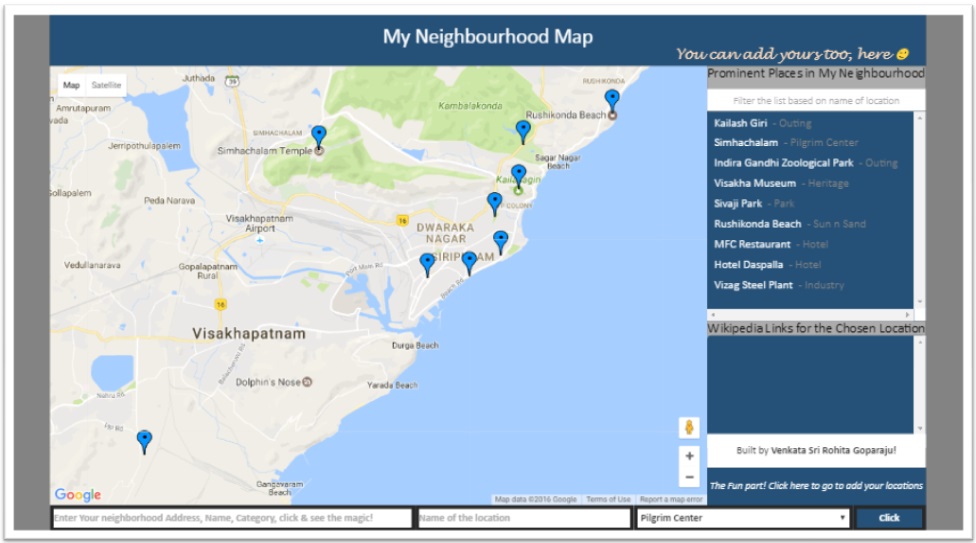 My Neighbourhood Map
You can add yours too, here
Map Satellite
Juthada
39
RUSHIKONDA
Amrutapuram
vada
Kambalakonda
Rushikonda Beach
SIMHACHALAM
Simhachalam Temple
Jerripothulapalem
Sagar Nagar
Beach
Kailasagiri
Gollapalem
Peda Narava
COLONY
Visakhapatnam
Airport
16
DWARAKA
NAGAR
SIRIPURAM
Vedullanarava
Gopalapatnam
Rural
Port Main Rd
Beach Rd
16
Visakhapatnam
Durga Beach
Dolphin's Nose
Yarada Beach
Gangavaram
Beach
Google
Map data ©2016 Google Terms of Use Report a map error
Prominent Places in My Neighbourhood
Filter the list based on name of location
Kailash Giri - Outing
Simhachalam - Pilgrim Center
Indira Gandhi Zoological Park - Outing
Visakha Museum - Heritage
Sivaji Park - Park
Rushikonda Beach - Sun n Sand
MFC Restaurant - Hotel
Hotel Daspalla - Hotel
Vizag Steel Plant - Industry
Wikipedia Links for the Chosen Location
Built by Venkata Sri Rohita Goparaju!
The Fun part! Click here to go to add your locations
Enter Your neighborhood Address, Name, Category, click & see the magic!
Name of the location
Pilgrim Center
Click